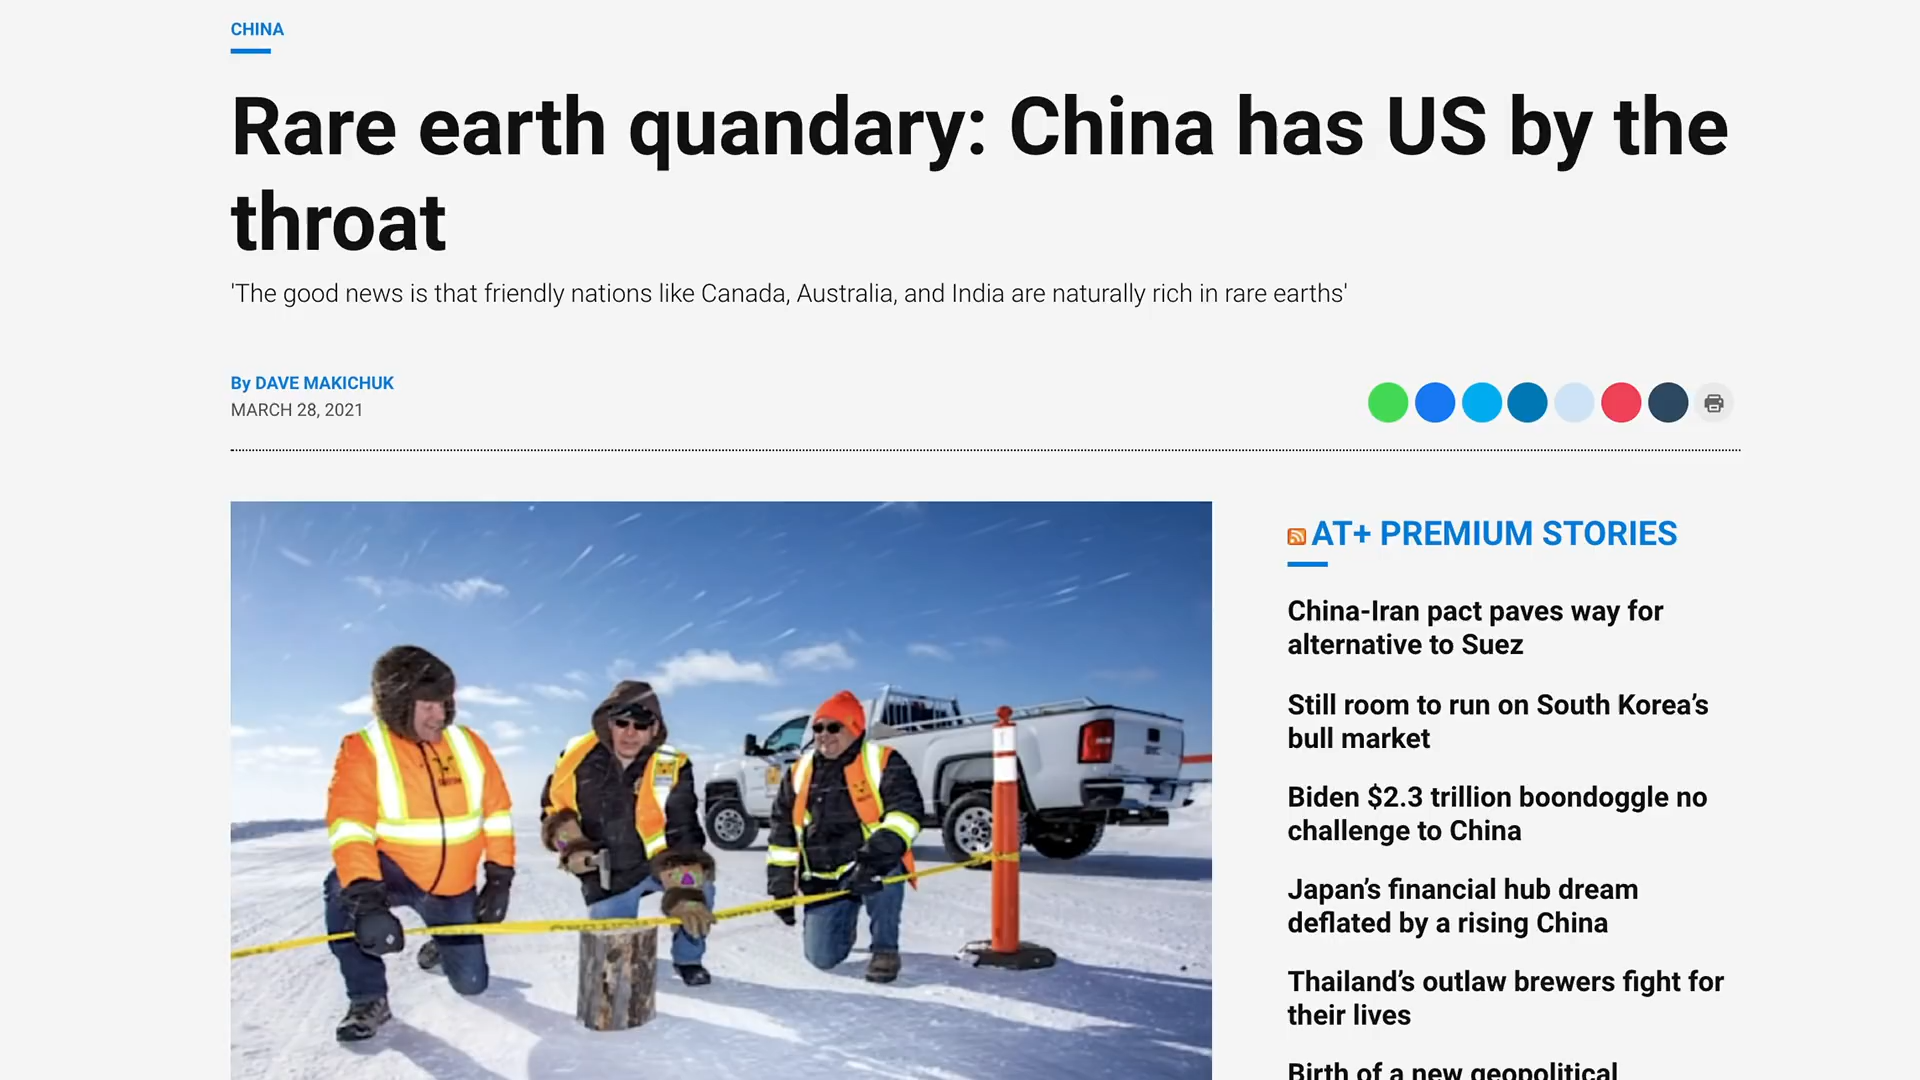 CHINA
Rare earth quandary: China has US by the
throat
'The good news is that friendly nations like Canada, Australia, and India are naturally rich in rare earths'
By DAVE MAKICHUK
MARCH 28, 2021
AT+ PREMIUM STORIES
China-Iran pact paves way for
alternative to Suez
Still room to run on South Korea’s
bull market
Biden $2.3 trillion boondoggle no
challenge to China
Japan’s financial hub dream
deflated by a rising China
Thailand’s outlaw brewers fight for
their lives
Birth of a new geopolitical